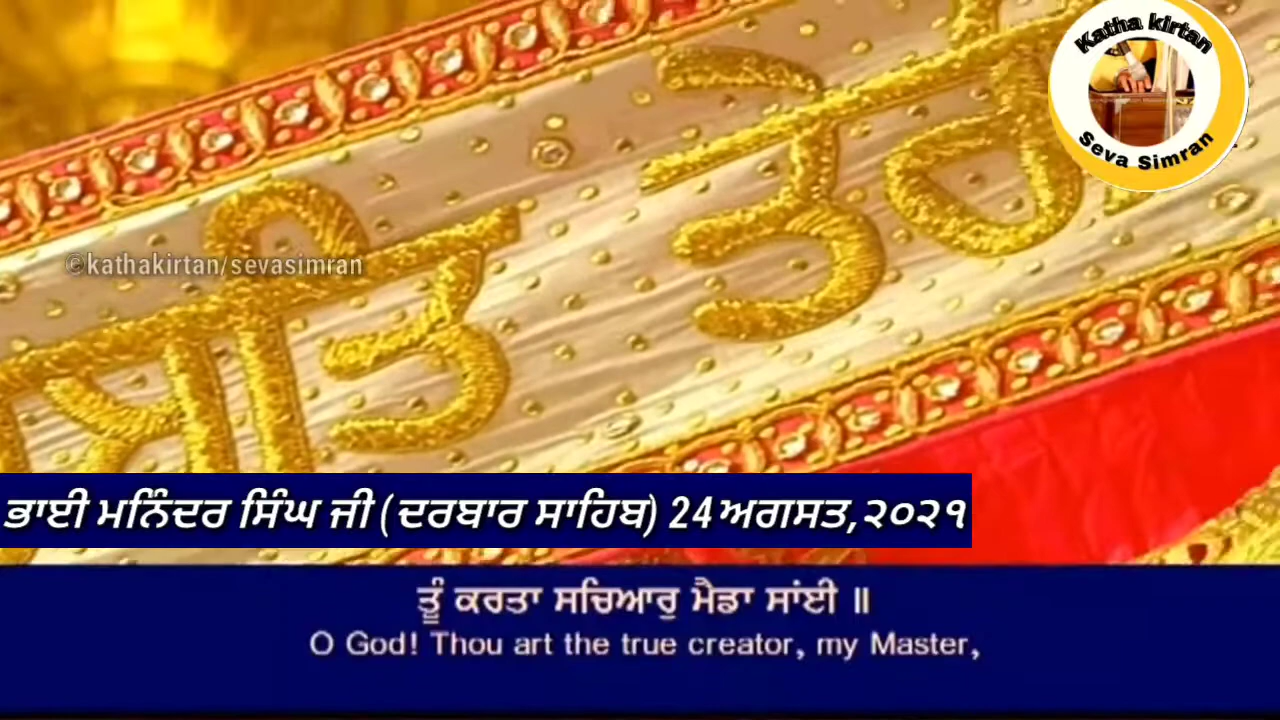 Katha kirtan
Seva Simran
©kathakirtan/sevasimran
ਤੇਰੀ
ਭਾਈ ਮਨਿੰਦਰ ਸਿੰਘ ਜੀ (ਦਰਬਾਰ ਸਾਹਿਬ) 24 ਅਗਸਤ,੨੦੨੧
ਤੂੰ ਕਰਤਾ ਸਚਿਆਰੁ ਮੈਡਾ ਸਾਂਈ ॥
O God! Thou art the true creator, my Master,